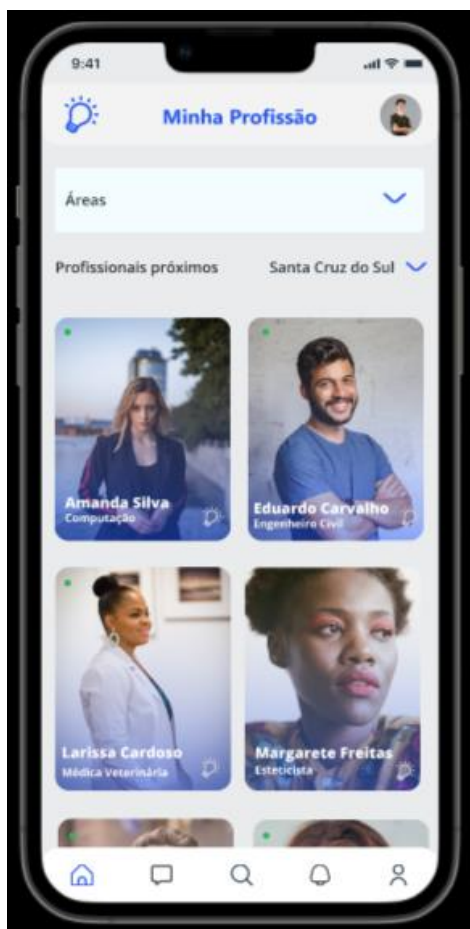 9:41
Minha Profissão
Áreas
Profissionais próximos
Santa Cruz do Sul
Amanda Silva
Computação
Eduardo Carvalho
Engenheiro Civil
Larissa Cardoso
Médica Veterinária
Margarete Freitas
Esteticista